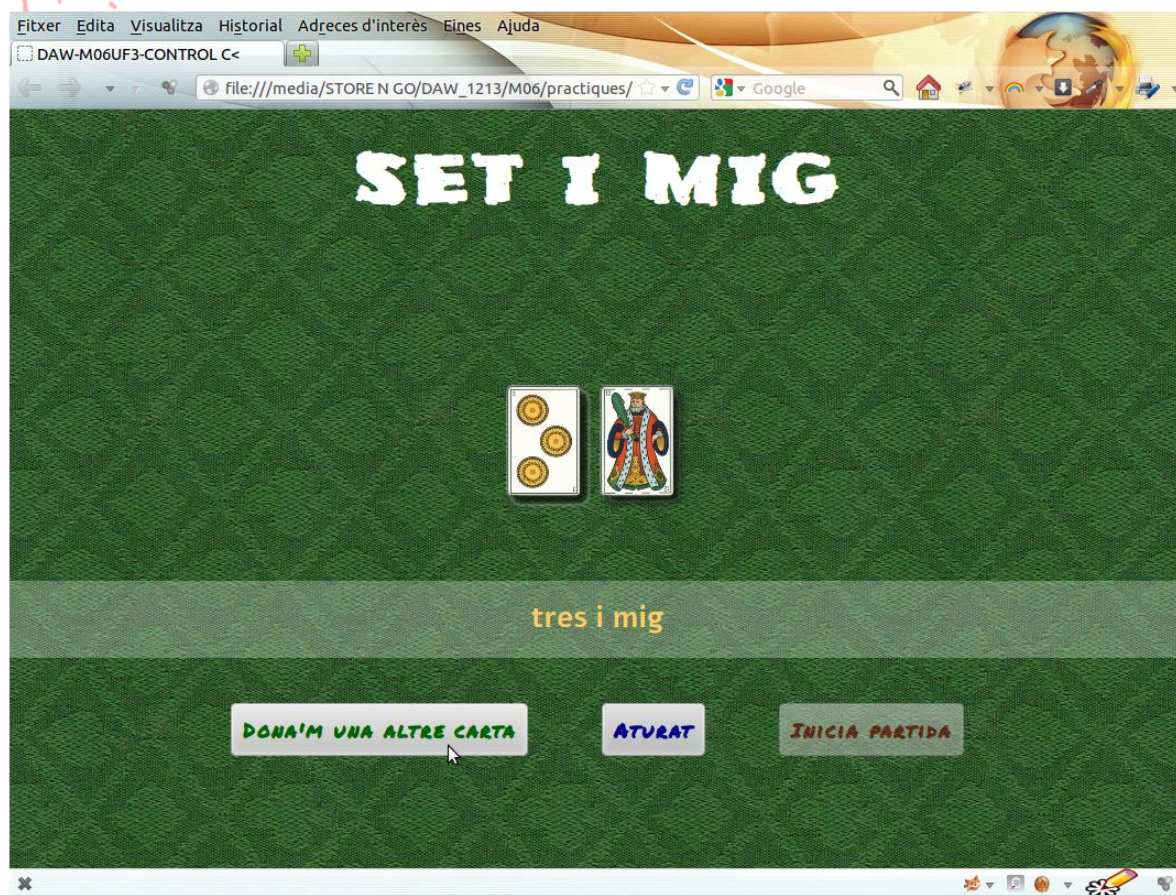 Fitxer Edita Visualitza Historial Adreces d'interès Eines Ajuda
DAW-M06UF3-CONTROL C<
file:///media/STORE N GO/DAW_1213/M06/practiques/ Google
SET I MIG
tres i mig
DONA'M UNA ALTRE CARTA ATURAT INICIA PARTIDA